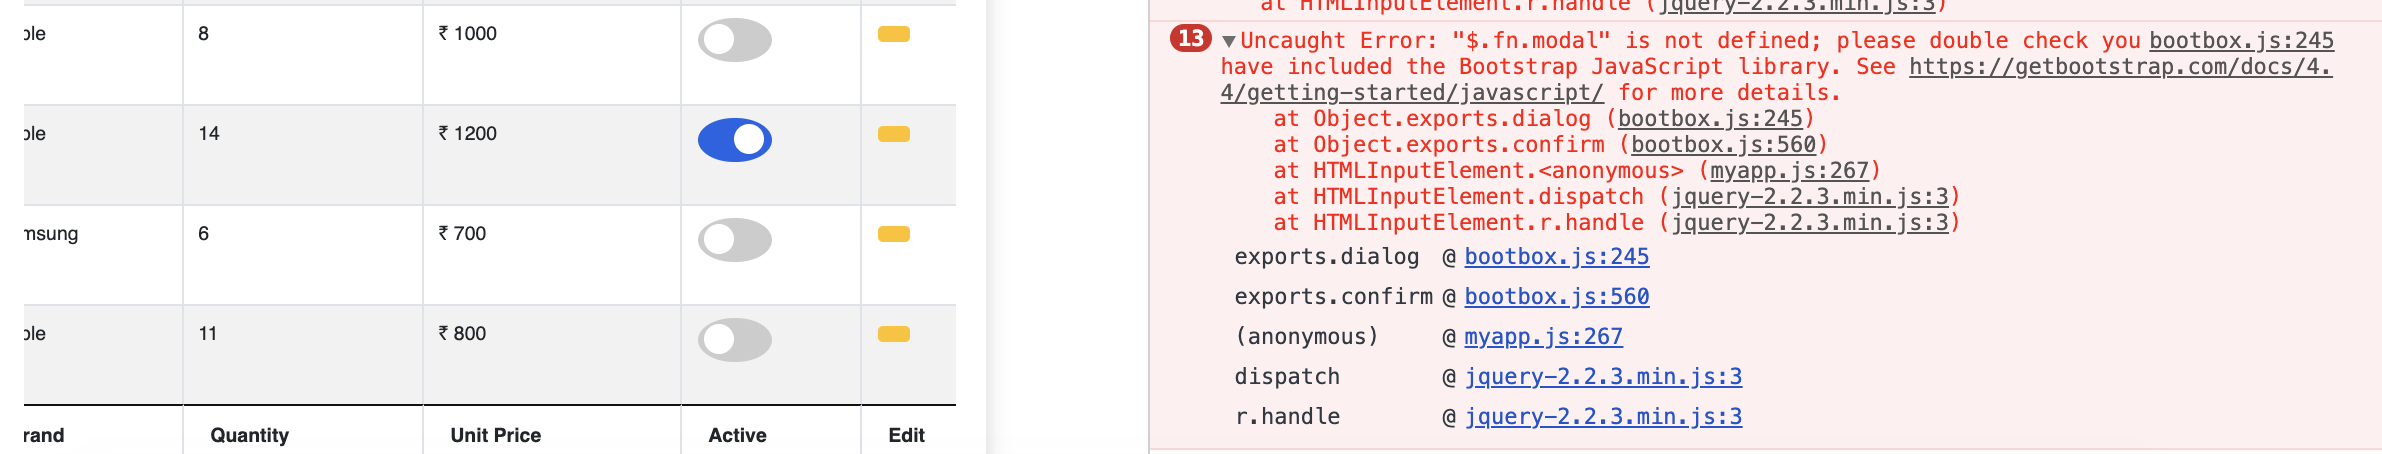 8 ₹ 1000
14 ₹ 1200
msung 6 ₹ 700
11 ₹ 800
rand Quantity Unit Price Active Edit
at HTMLInputElement.r.handle (jquery-2.2.3.min.js:3)
13 ▼Uncaught Error: "$.fn.modal" is not defined; please double check you bootbox.js:245
have included the Bootstrap JavaScript library. See https://getbootstrap.com/docs/4.
4/getting-started/javascript/ for more details.
at Object.exports.dialog (bootbox.js:245)
at Object.exports.confirm (bootbox.js:560)
at HTMLInputElement.<anonymous> (myapp.js:267)
at HTMLInputElement.dispatch (jquery-2.2.3.min.js:3)
at HTMLInputElement.r.handle (jquery-2.2.3.min.js:3)
exports.dialog @ bootbox.js:245
exports.confirm @ bootbox.js:560
(anonymous) @ myapp.js:267
dispatch @ jquery-2.2.3.min.js:3
r.handle @ jquery-2.2.3.min.js:3